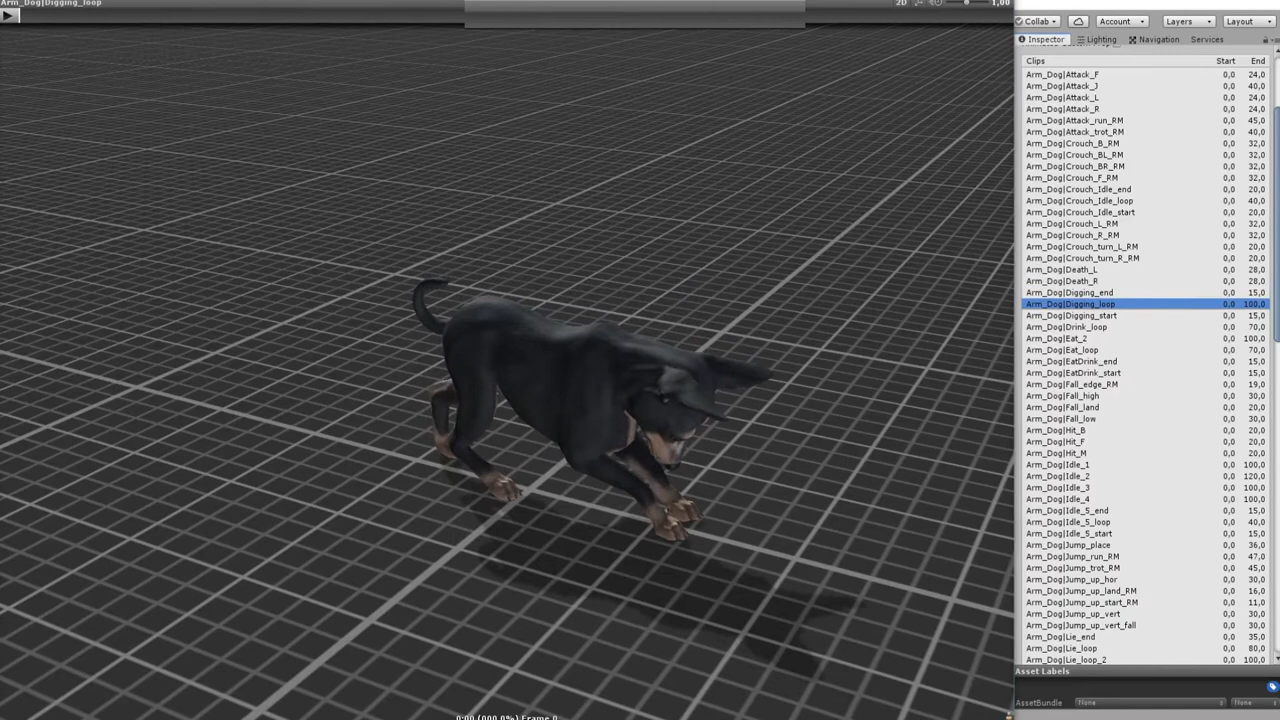 Arm_Dog|Digging_loop
2D
1,00
Collab
Account
Layers
Layout
Inspector
Lighting
Navigation
Services
Clips Start End
Arm_Dog|Attack_F 0,0 24,0
Arm_Dog|Attack_J 0,0 40,0
Arm_Dog|Attack_L 0,0 24,0
Arm_Dog|Attack_R 0,0 24,0
Arm_Dog|Attack_run_RM 0,0 45,0
Arm_Dog|Attack_trot_RM 0,0 40,0
Arm_Dog|Crouch_B_RM 0,0 32,0
Arm_Dog|Crouch_BL_RM 0,0 32,0
Arm_Dog|Crouch_BR_RM 0,0 32,0
Arm_Dog|Crouch_F_RM 0,0 32,0
Arm_Dog|Crouch_Idle_end 0,0 20,0
Arm_Dog|Crouch_Idle_loop 0,0 40,0
Arm_Dog|Crouch_Idle_start 0,0 20,0
Arm_Dog|Crouch_L_RM 0,0 32,0
Arm_Dog|Crouch_R_RM 0,0 32,0
Arm_Dog|Crouch_turn_L_RM 0,0 20,0
Arm_Dog|Crouch_turn_R_RM 0,0 20,0
Arm_Dog|Death_L 0,0 28,0
Arm_Dog|Death_R 0,0 28,0
Arm_Dog|Digging_end 0,0 15,0
Arm_Dog|Digging_loop 0,0 100,0
Arm_Dog|Digging_start 0,0 15,0
Arm_Dog|Drink_loop 0,0 70,0
Arm_Dog|Eat_2 0,0 100,0
Arm_Dog|Eat_loop 0,0 70,0
Arm_Dog|EatDrink_end 0,0 15,0
Arm_Dog|EatDrink_start 0,0 15,0
Arm_Dog|Fall_edge_RM 0,0 19,0
Arm_Dog|Fall_high 0,0 30,0
Arm_Dog|Fall_land 0,0 20,0
Arm_Dog|Fall_low 0,0 30,0
Arm_Dog|Hit_B 0,0 20,0
Arm_Dog|Hit_F 0,0 20,0
Arm_Dog|Hit_M 0,0 20,0
Arm_Dog|Idle_1 0,0 100,0
Arm_Dog|Idle_2 0,0 120,0
Arm_Dog|Idle_3 0,0 100,0
Arm_Dog|Idle_4 0,0 100,0
Arm_Dog|Idle_5_end 0,0 15,0
Arm_Dog|Idle_5_loop 0,0 40,0
Arm_Dog|Idle_5_start 0,0 15,0
Arm_Dog|Jump_place 0,0 36,0
Arm_Dog|Jump_run_RM 0,0 47,0
Arm_Dog|Jump_trot_RM 0,0 45,0
Arm_Dog|Jump_up_hor 0,0 30,0
Arm_Dog|Jump_up_land_RM 0,0 16,0
Arm_Dog|Jump_up_start_RM 0,0 11,0
Arm_Dog|Jump_up_vert 0,0 30,0
Arm_Dog|Jump_up_vert_fall 0,0 30,0
Arm_Dog|Lie_end 0,0 35,0
Arm_Dog|Lie_loop 0,0 80,0
Arm_Dog|Lie_loop_2 0,0 100,0
Asset Labels
AssetBundle None None
0:00 (000,0%) Frame 0